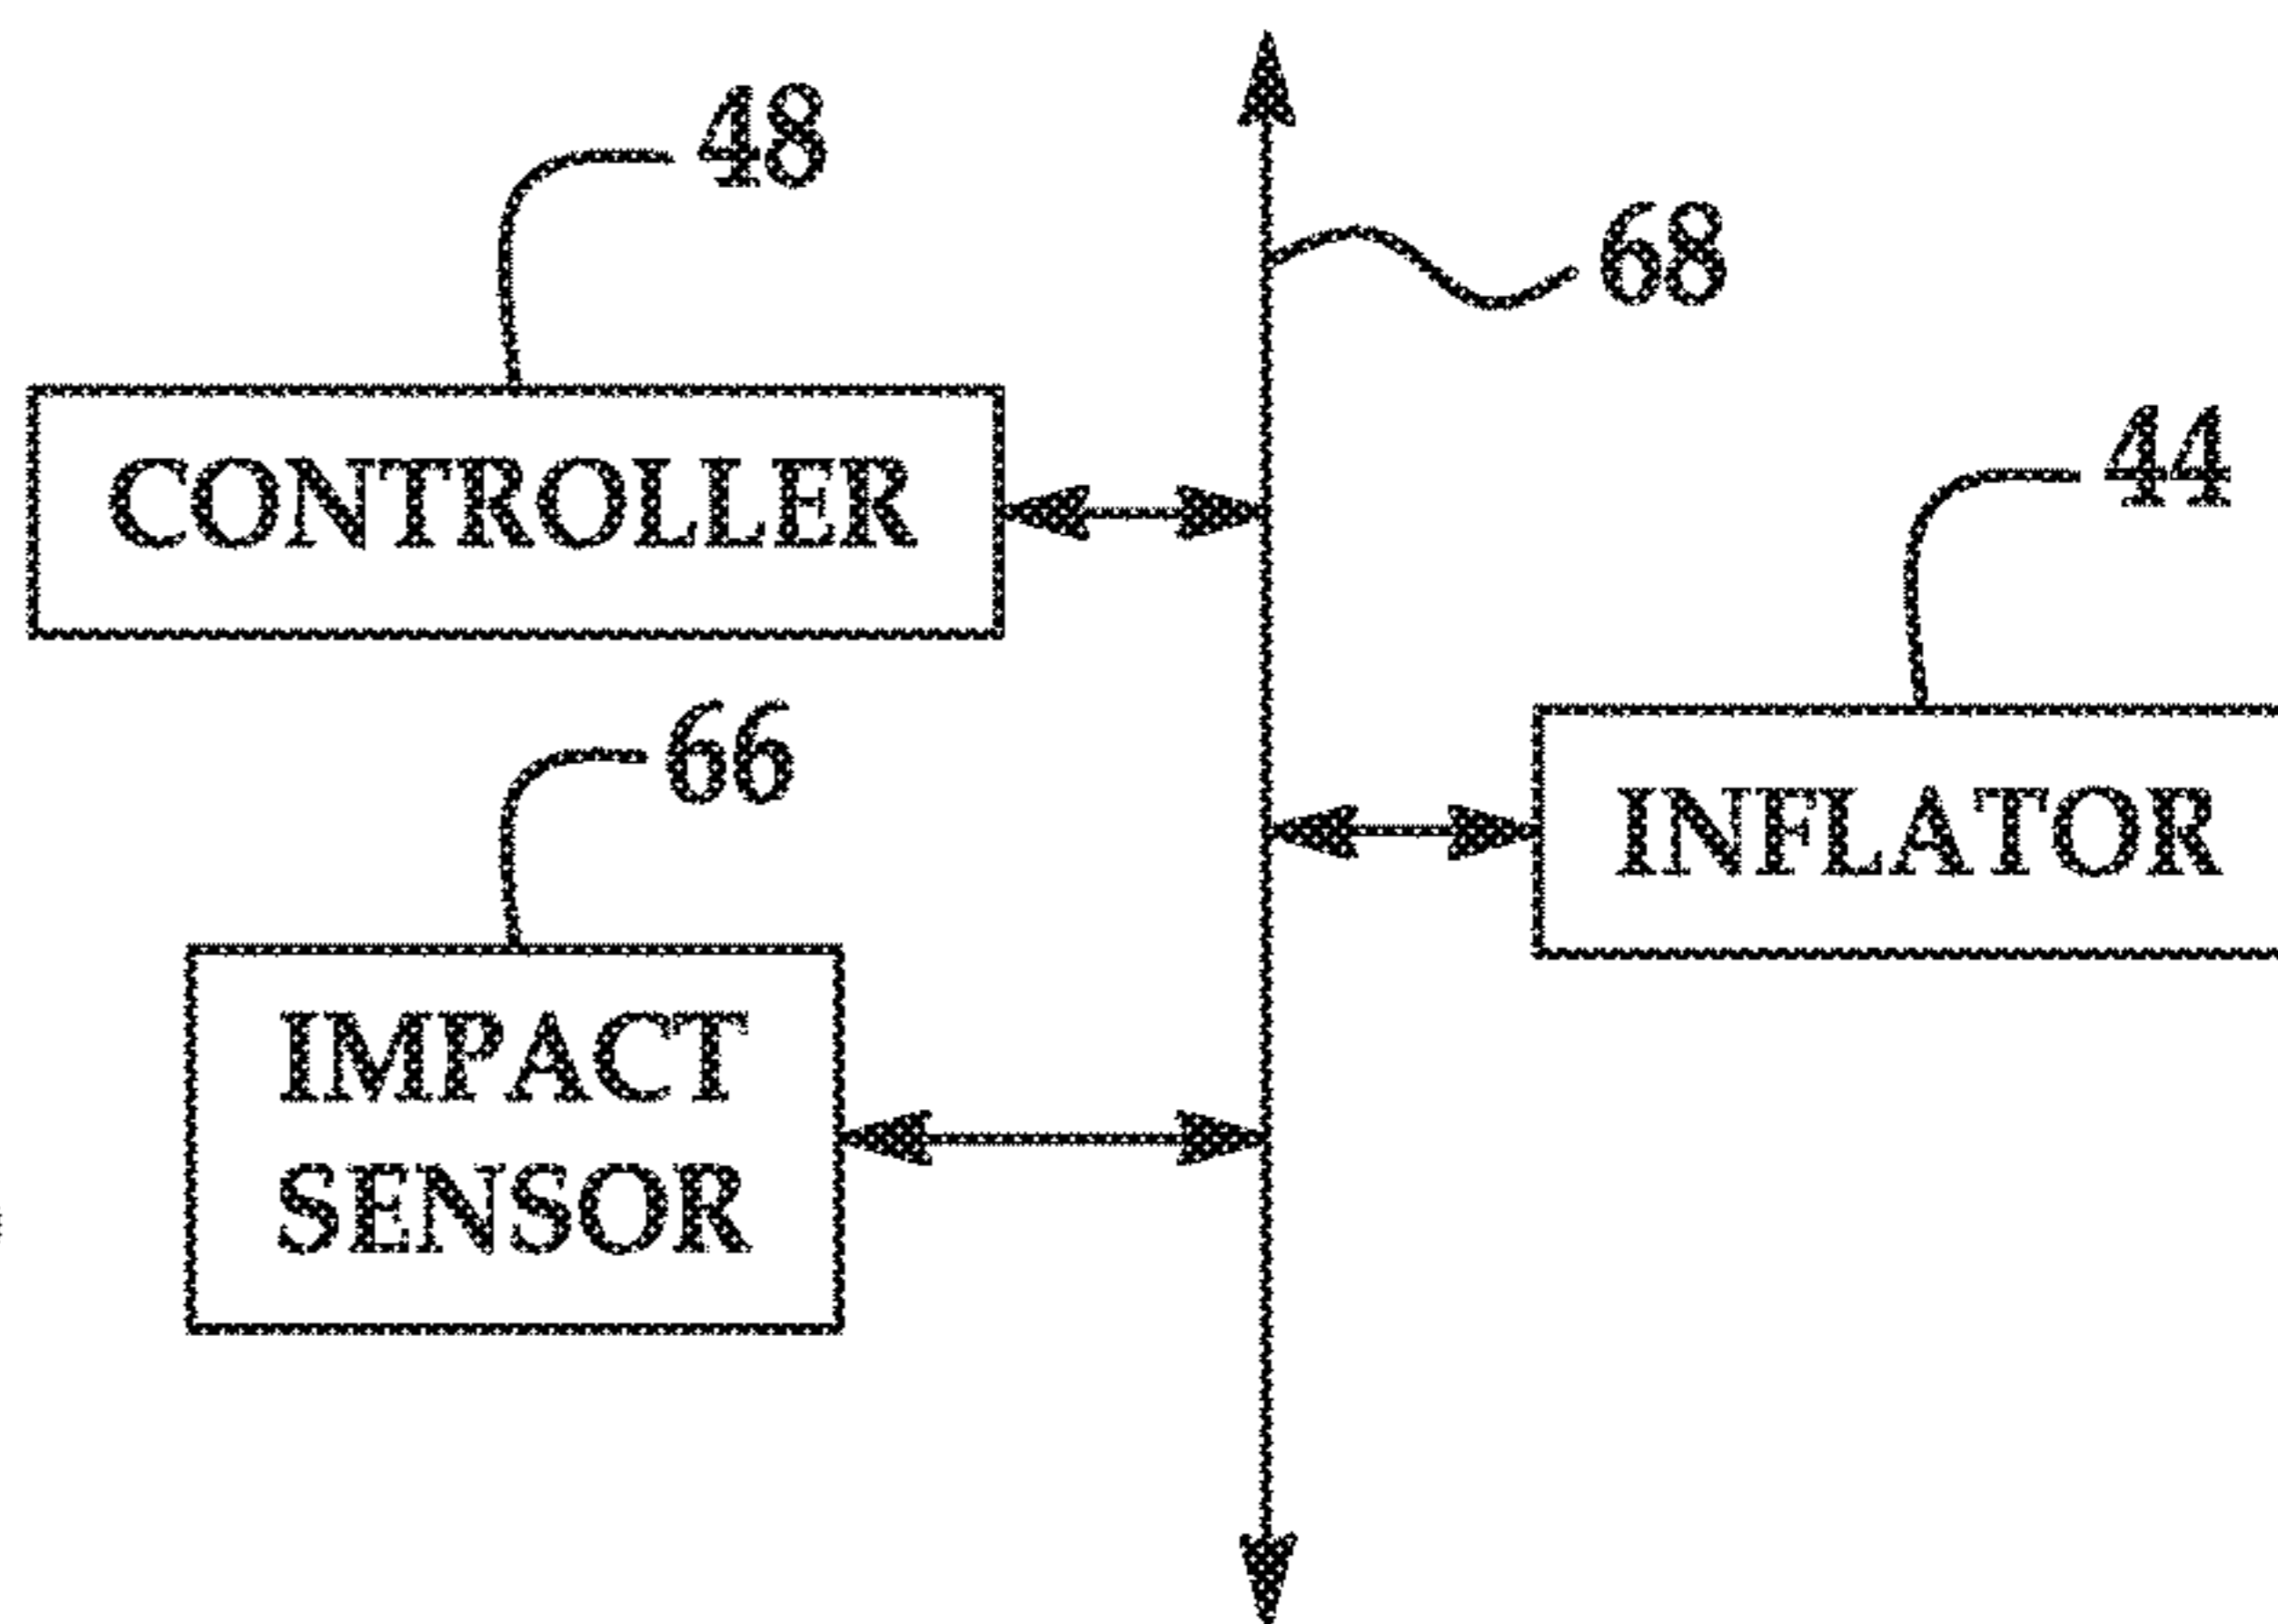 48
68
CONTROLLER
44
66
INFLATOR
IMPACT
SENSOR